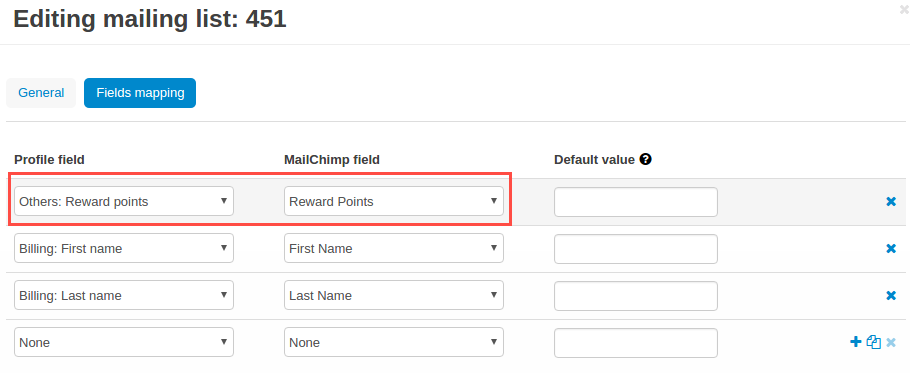 Editing mailing list: 451
General Fields mapping
Profile field MailChimp field Default value
Others: Reward points Reward Points
Billing: First name First Name
Billing: Last name Last Name
None None